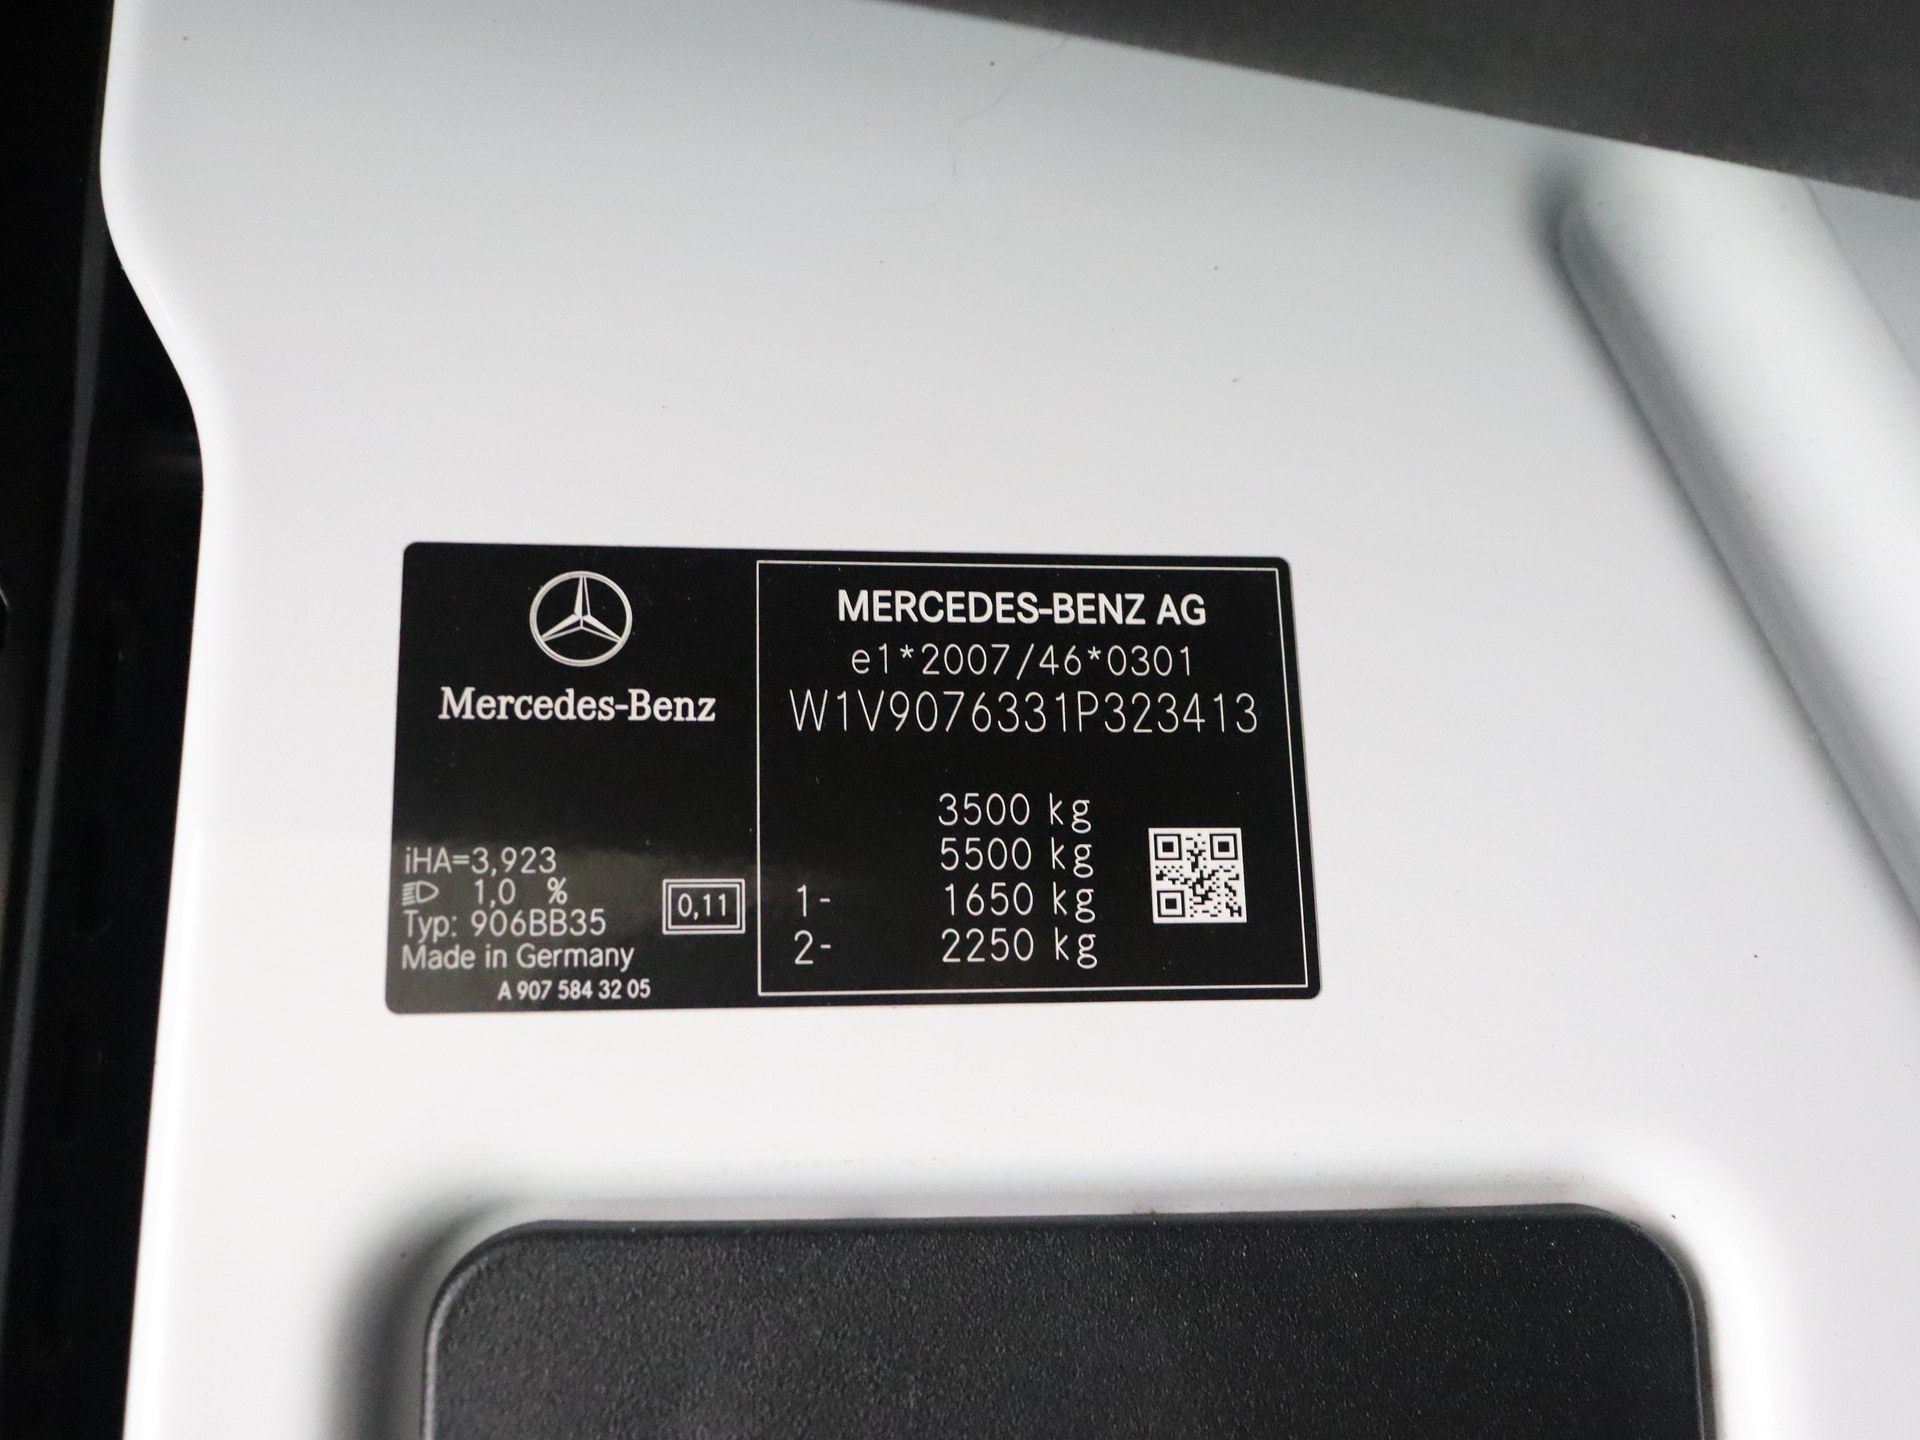 Mercedes-Benz
iHA=3,923
1,0 %
Typ: 906BB35
Made in Germany
A 907 584 32 05
0,11
MERCEDES-BENZ AG
e1*2007/46*0301
W1V9076331P323413
3500 kg
5500 kg
1- 1650 kg
2- 2250 kg